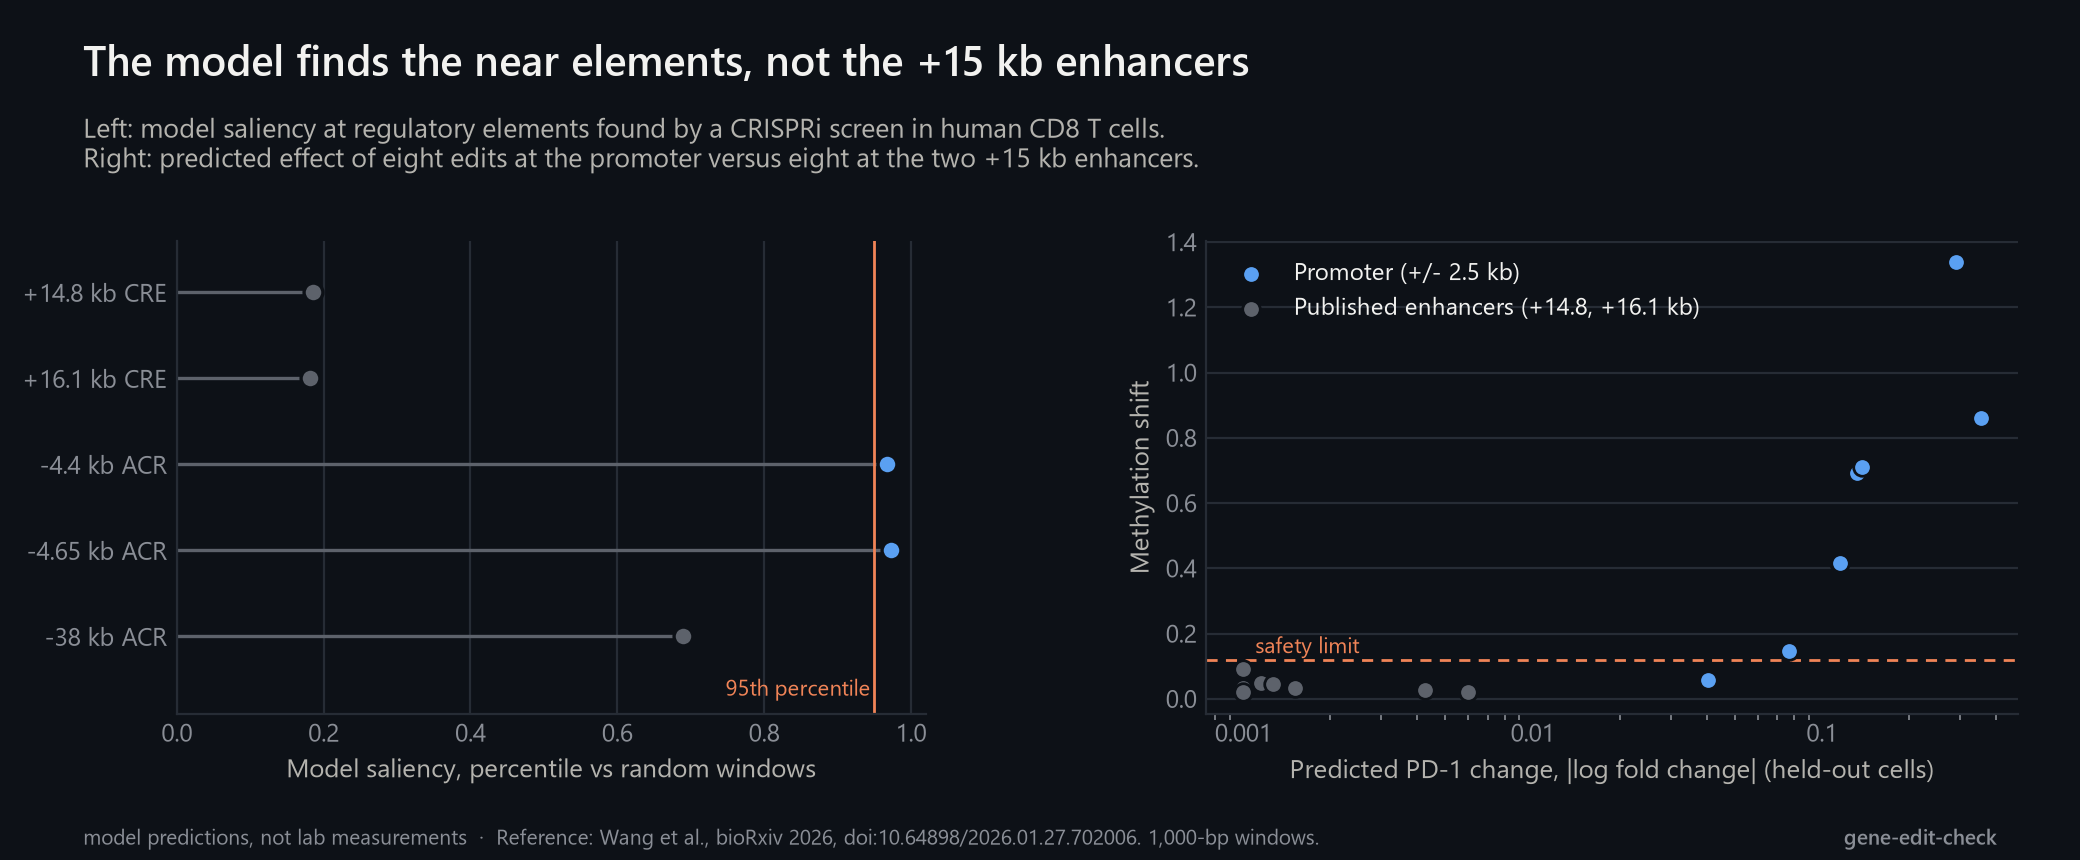 The model finds the near elements, not the +15 kb enhancers
Left: model saliency at regulatory elements found by a CRISPRi screen in human CD8 T cells.
Right: predicted effect of eight edits at the promoter versus eight at the two +15 kb enhancers.
+14.8 kb CRE
+16.1 kb CRE
-4.4 kb ACR
-4.65 kb ACR
-38 kb ACR
95th percentile
0.0 0.2 0.4 0.6 0.8 1.0
Model saliency, percentile vs random windows
Methylation shift
1.4
1.2
1.0
0.8
0.6
0.4
0.2
0.0
Promoter (+/- 2.5 kb)
Published enhancers (+14.8, +16.1 kb)
safety limit
0.001 0.01 0.1
Predicted PD-1 change, |log fold change| (held-out cells)
model predictions, not lab measurements · Reference: Wang et al., bioRxiv 2026, doi:10.64898/2026.01.27.702006. 1,000-bp windows.
gene-edit-check